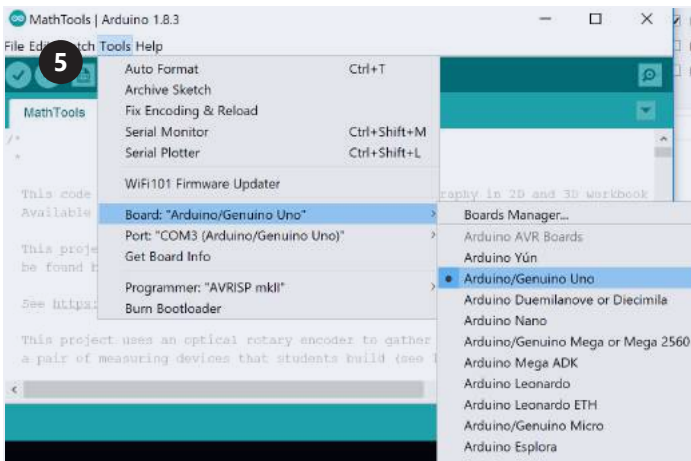 MathTools | Arduino 1.8.3
File Edit Sketch Tools Help
5
MathTools
Auto Format Ctrl+T
Archive Sketch
Fix Encoding & Reload
Serial Monitor Ctrl+Shift+M
Serial Plotter Ctrl+Shift+L
WiFi101 Firmware Updater
Board: "Arduino/Genuino Uno"
Port: "COM3 (Arduino/Genuino Uno)"
Get Board Info
Programmer: "AVRISP mkII"
Burn Bootloader
Boards Manager...
Arduino AVR Boards
Arduino Yún
Arduino/Genuino Uno
Arduino Duemilanove or Diecimila
Arduino Nano
Arduino/Genuino Mega or Mega 2560
Arduino Mega ADK
Arduino Leonardo
Arduino Leonardo ETH
Arduino/Genuino Micro
Arduino Esplora
/*
*
This code raphy in 2D and 3D workbook
Available
This proje
be found h
See https:
This project uses an optical rotary encoder to gather
a pair of measuring devices that students build (see